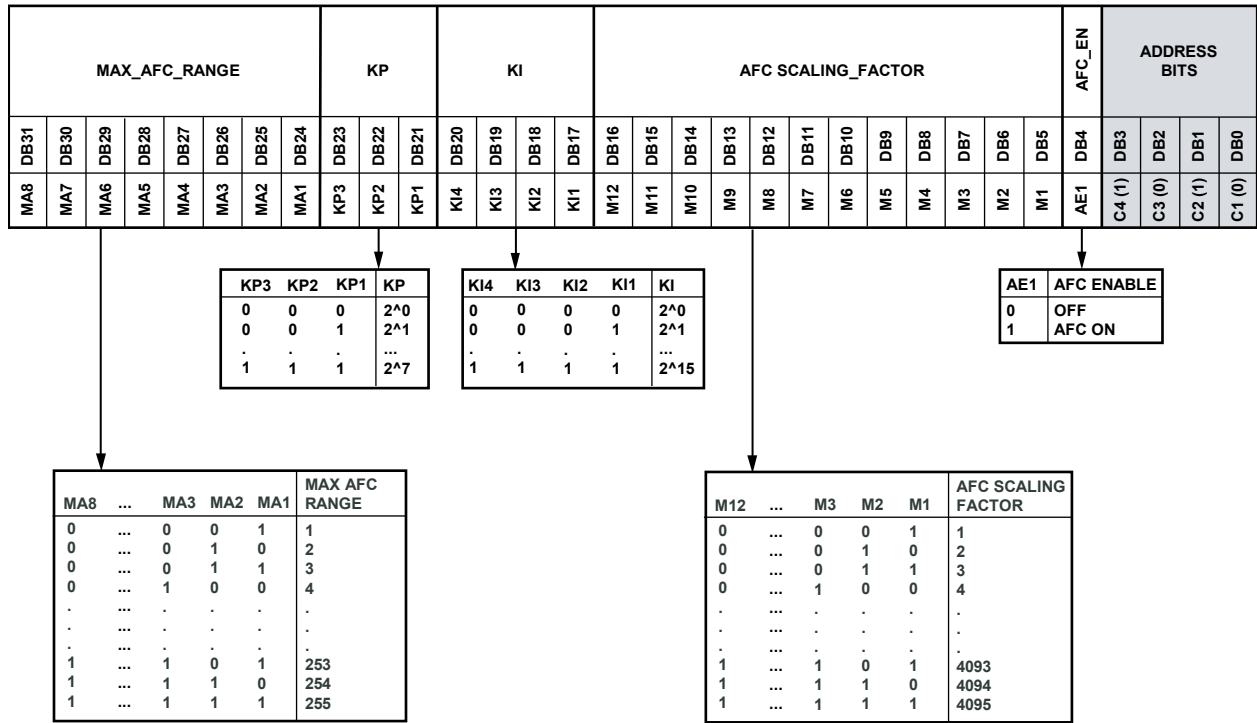 MAX_AFC_RANGE KP KI AFC SCALING_FACTOR AFC_EN ADDRESS
BITS
DB31 DB30 DB29 DB28 DB27 DB26 DB25 DB24 DB23 DB22 DB21 DB20 DB19 DB18 DB17 DB16 DB15 DB14 DB13 DB12 DB11 DB10 DB9 DB8 DB7 DB6 DB5 DB4 DB3 DB2 DB1 DB0
MA8 MA7 MA6 MA5 MA4 MA3 MA2 MA1 KP3 KP2 KP1 KI4 KI3 KI2 KI1 M12 M11 M10 M9 M8 M7 M6 M5 M4 M3 M2 M1 AE1 C4 (1) C3 (0) C2 (1) C1 (0)
KP3 KP2 KP1 KP
0 0 0 2^0
0 0 1 2^1
. . . ...
1 1 1 2^7
KI4 KI3 KI2 KI1 KI
0 0 0 0 2^0
0 0 0 1 2^1
. . . . ...
1 1 1 1 2^15
AE1 AFC ENABLE
0 OFF
1 AFC ON
MA8 ... MA3 MA2 MA1 MAX AFC
RANGE
0 ... 0 0 1 1
0 ... 0 1 0 2
0 ... 0 1 1 3
0 ... 1 0 0 4
. ... . . . .
. ... . . . .
. ... . . . .
1 ... 1 0 1 253
1 ... 1 1 0 254
1 ... 1 1 1 255
M12 ... M3 M2 M1 AFC SCALING
FACTOR
0 ... 0 0 1 1
0 ... 0 1 0 2
0 ... 0 1 1 3
0 ... 1 0 0 4
. ... . . . .
. ... . . . .
. ... . . . .
1 ... 1 0 1 4093
1 ... 1 1 0 4094
1 ... 1 1 1 4095